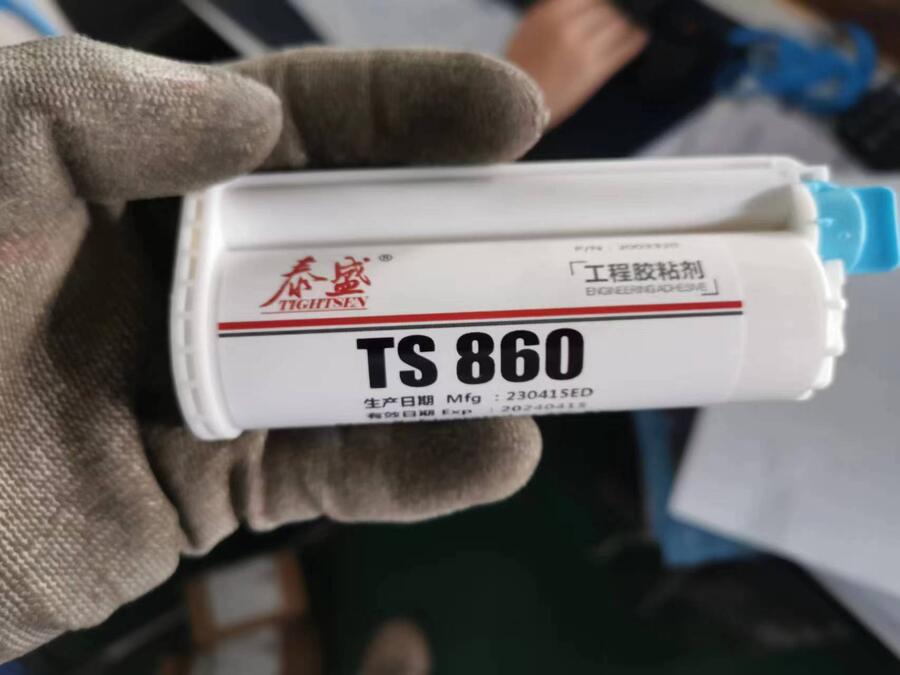 泰盛®
TIGHTSEN
P/N : 2003320
「工程胶粘剂
ENGINEERING ADHESIVE」
TS 860
生产日期 Mfg : 230415ED
有效日期 Exp : 20240415